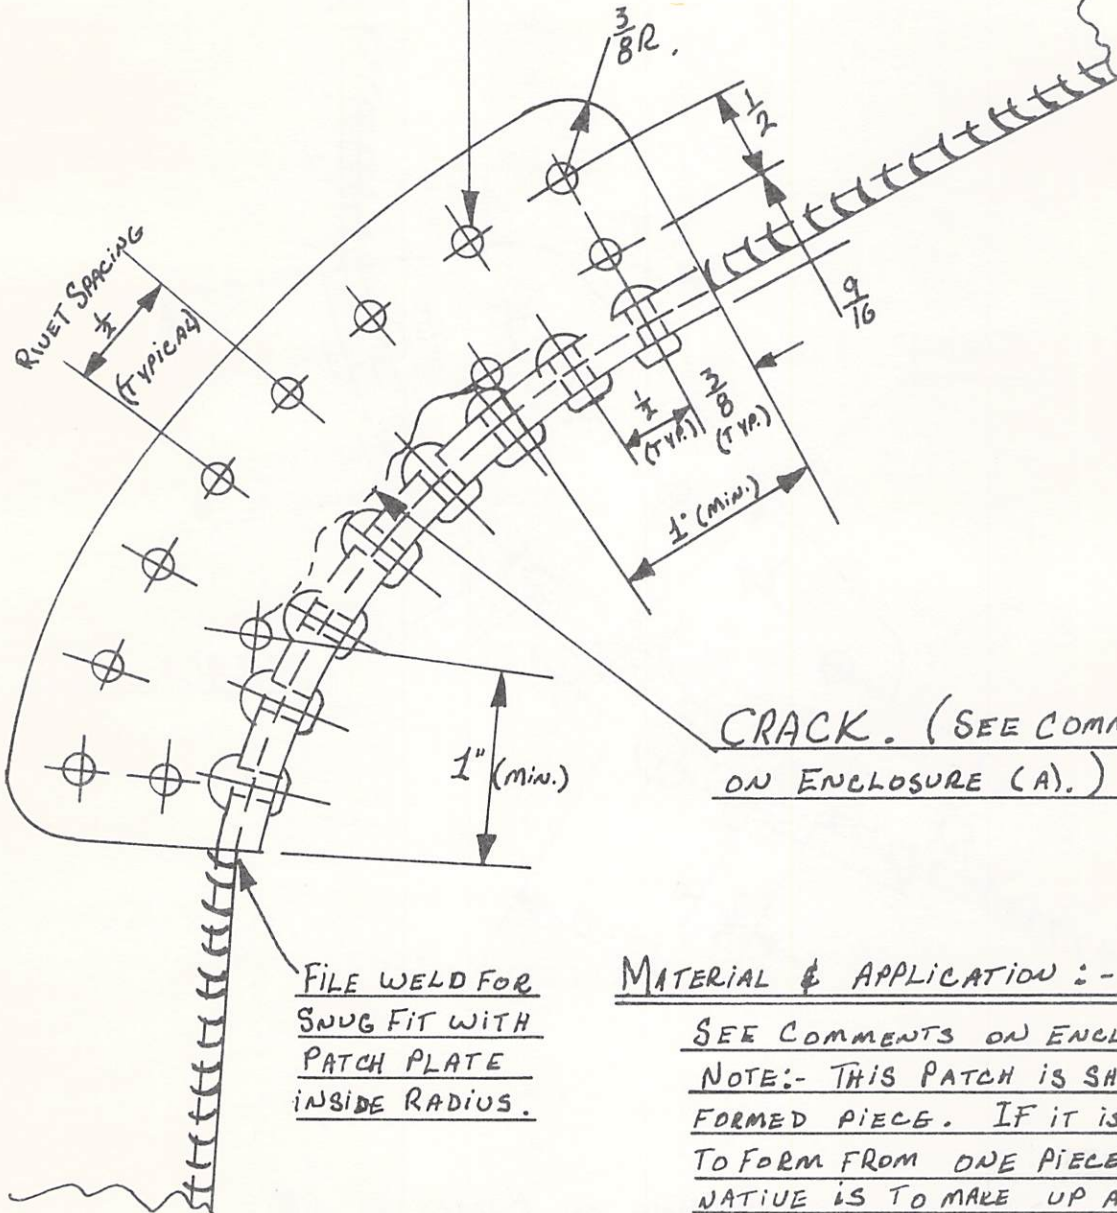 3/8 R.
1/2
9/16
RIVET SPACING
1/2
(TYPICAL)
1/2
(TYP.)
3/8
(TYP.)
1" (MIN.)
CRACK. (SEE COMM
ON ENCLOSURE (A).)
1" (MIN.)
FILE WELD FOR
SNUG FIT WITH
PATCH PLATE
INSIDE RADIUS.
MATERIAL & APPLICATION :-
SEE COMMENTS ON ENCL
NOTE:- THIS PATCH IS SH
FORMED PIECE. IF IT IS
TO FORM FROM ONE PIECE
NATIVE IS TO MAKE UP A